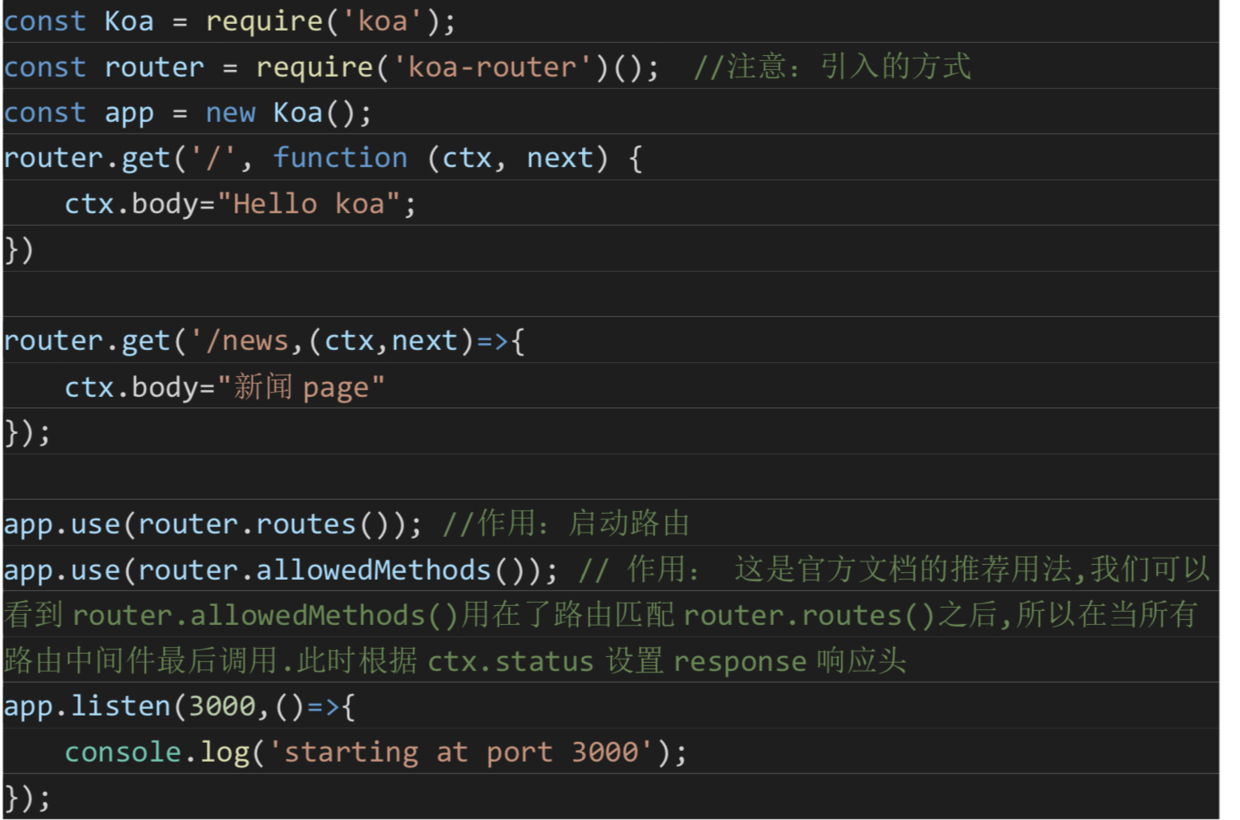 const Koa = require('koa');
const router = require('koa-router')(); //注意：引入的方式
const app = new Koa();
router.get('/', function (ctx, next) {
    ctx.body="Hello koa";
})

router.get('/news,(ctx,next)=>{
    ctx.body="新闻 page"
});

app.use(router.routes()); //作用：启动路由
app.use(router.allowedMethods()); // 作用： 这是官方文档的推荐用法,我们可以
看到 router.allowedMethods()用在了路由匹配 router.routes()之后,所以在当所有
路由中间件最后调用.此时根据 ctx.status 设置 response 响应头
app.listen(3000,()=>{
    console.log('starting at port 3000');
});